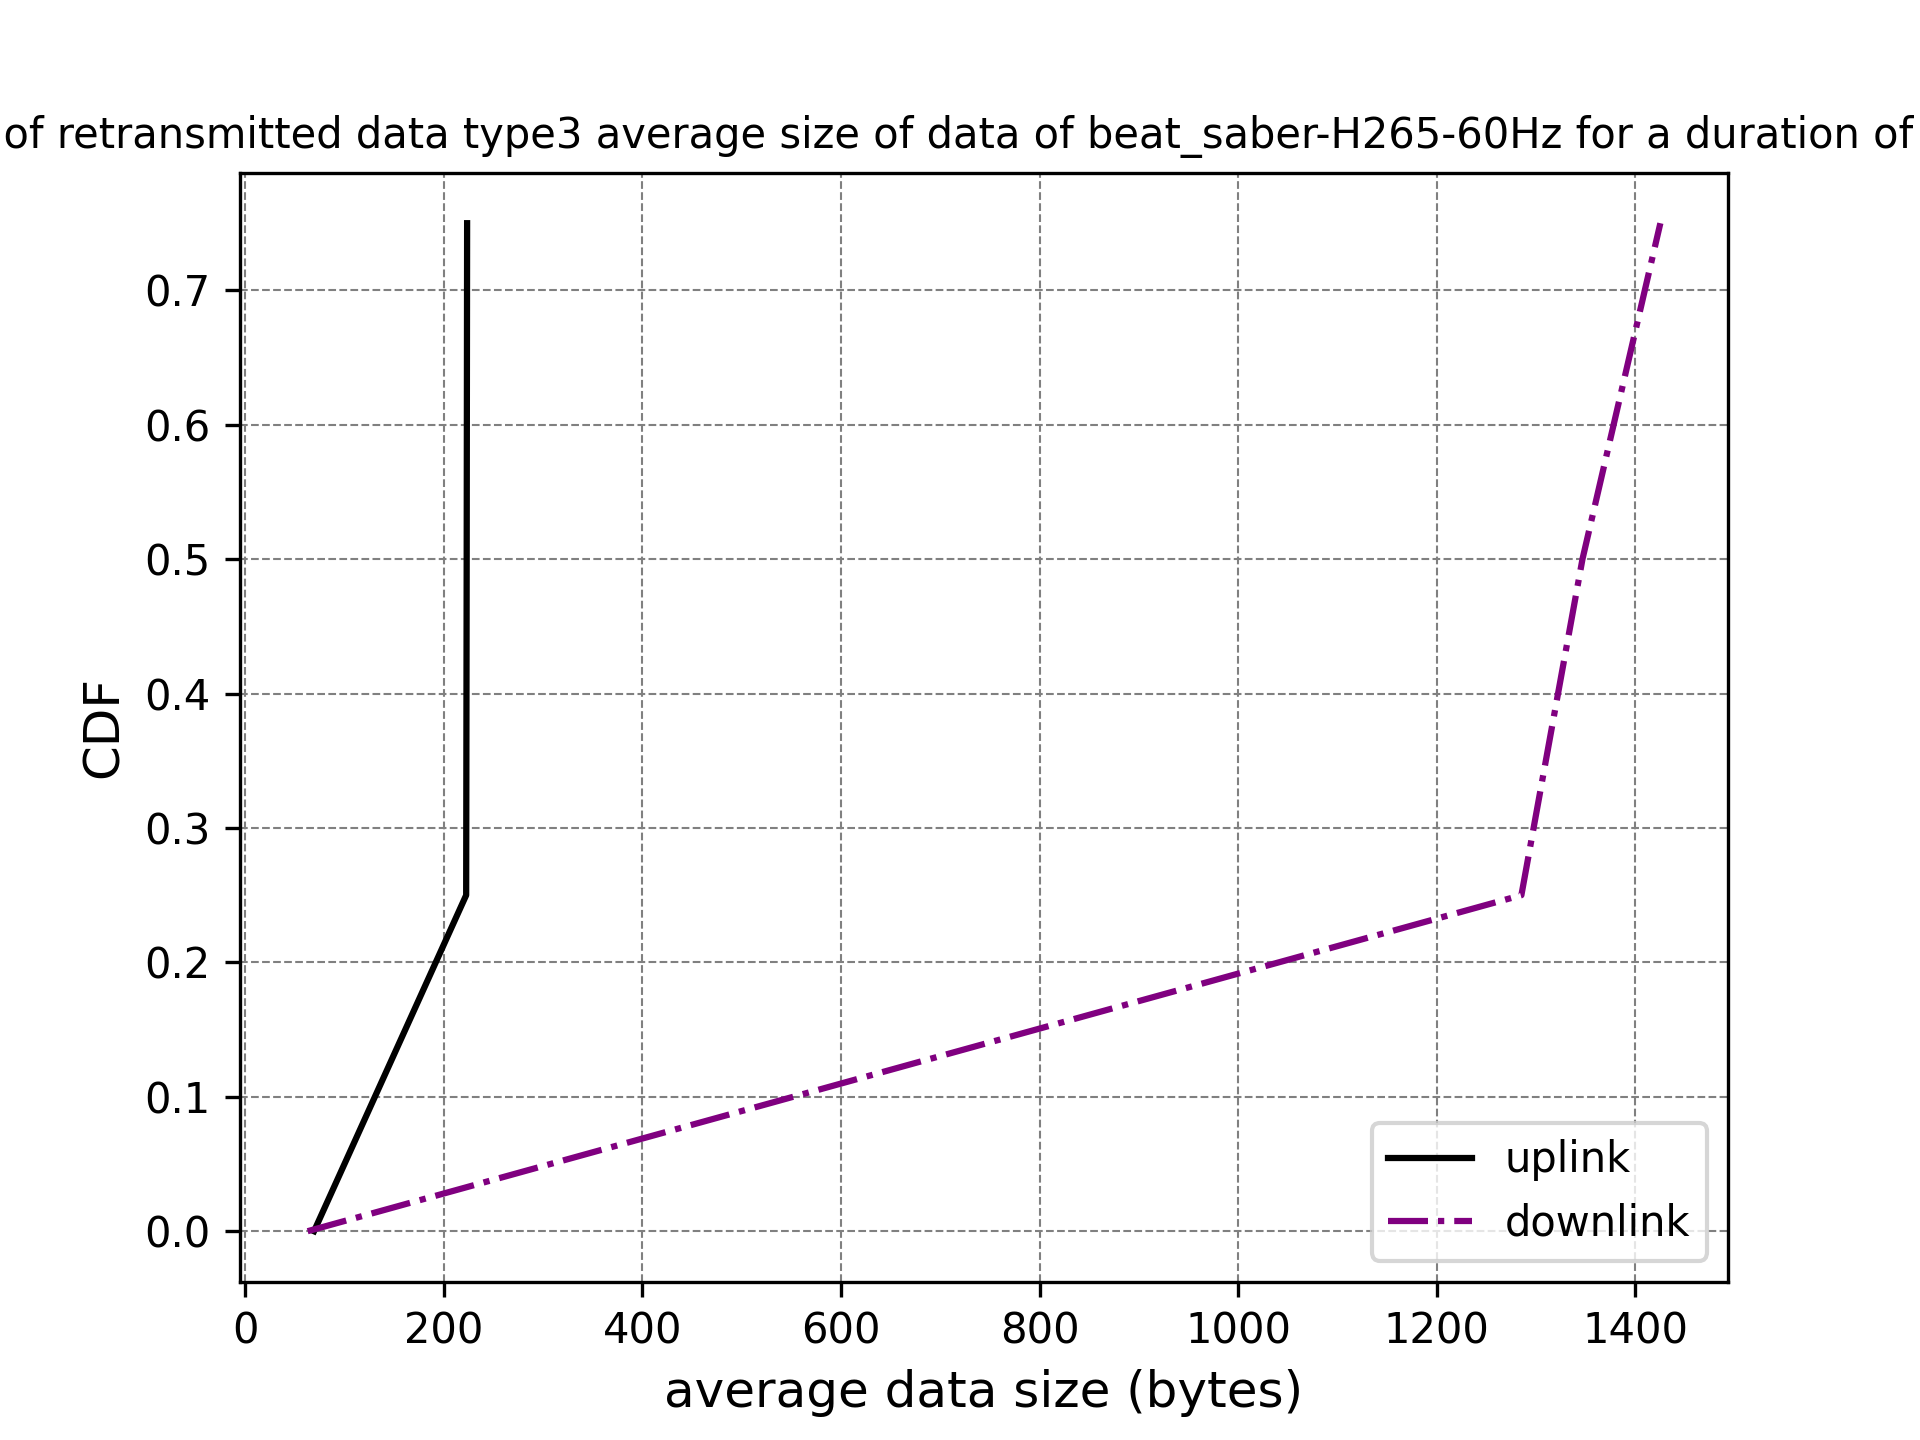 of retransmitted data type3 average size of data of beat_saber-H265-60Hz for a duration of
0.7
0.6
0.5
0.4
0.3
0.2
0.1
0.0
CDF
uplink
downlink
0 200 400 600 800 1000 1200 1400
average data size (bytes)